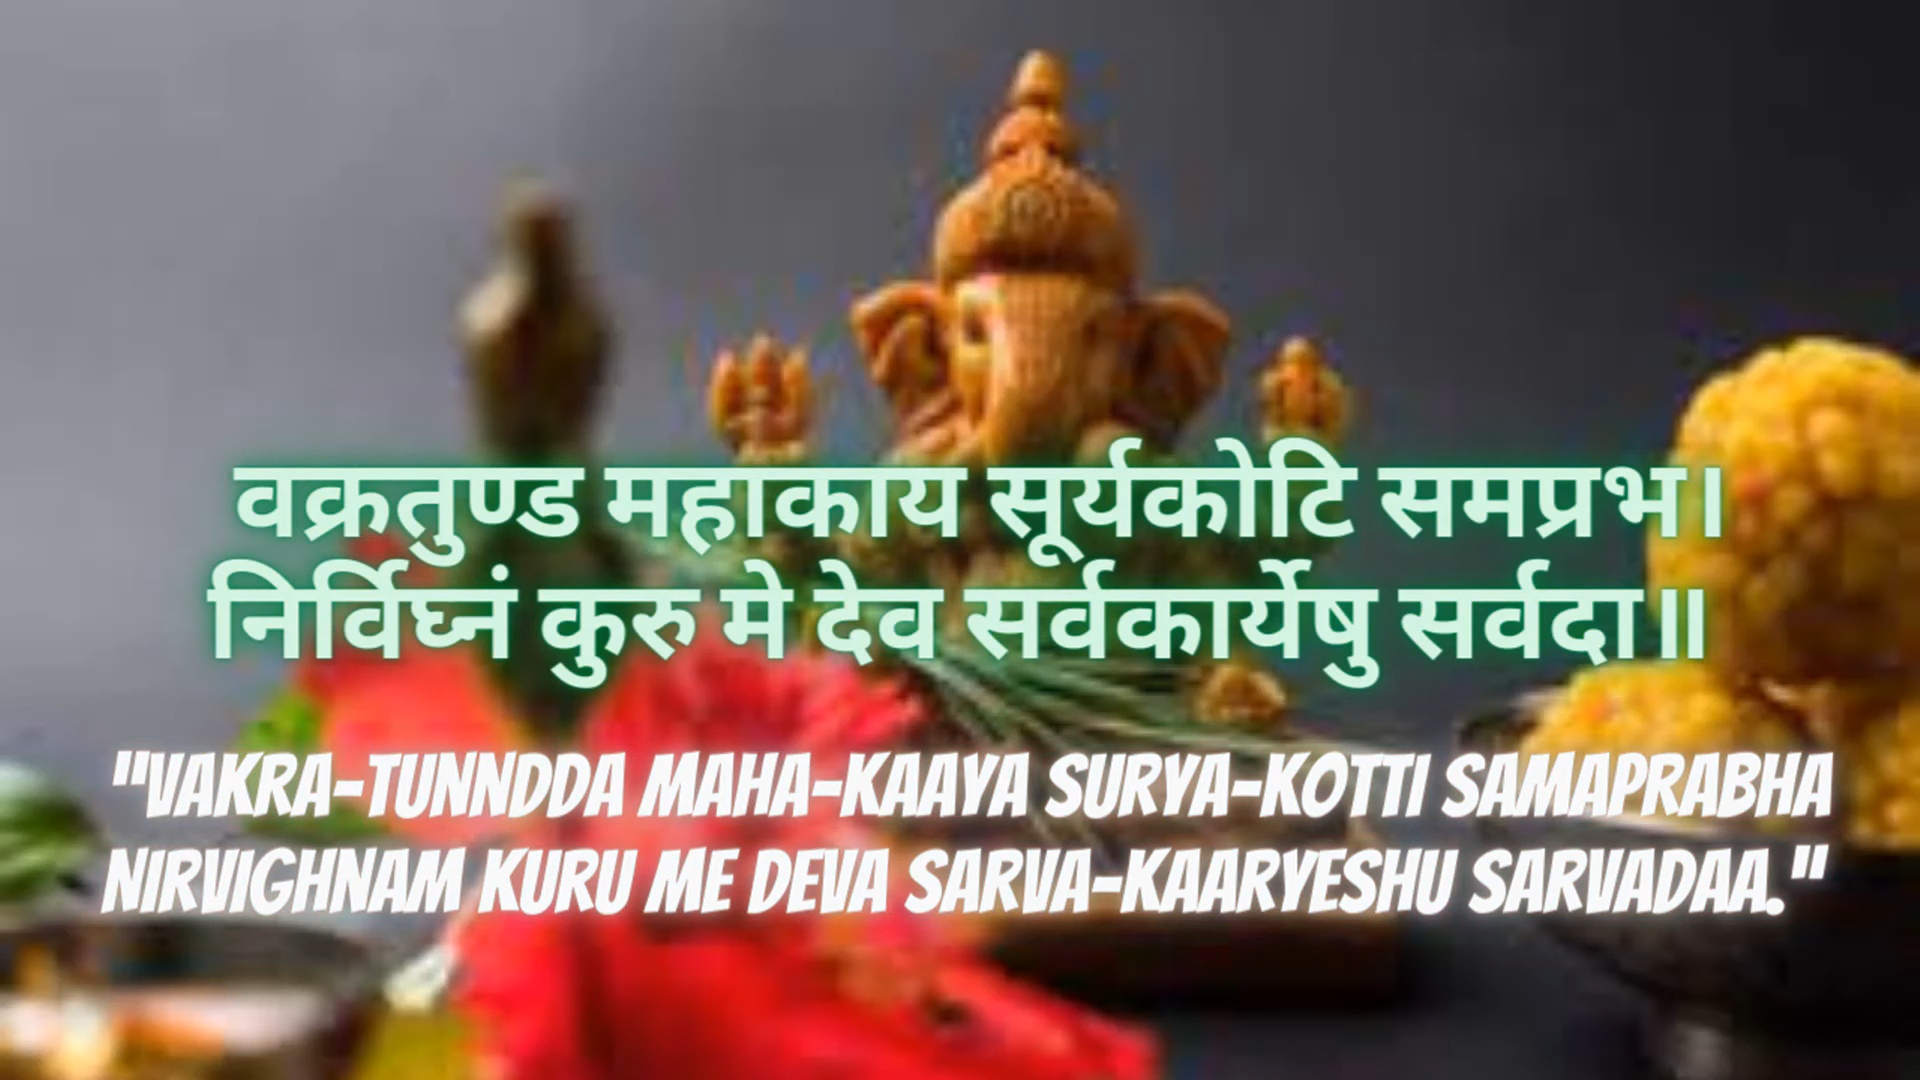 वक्रतुण्ड महाकाय सूर्यकोटि समप्रभ।
निर्विघ्नं कुरु मे देव सर्वकार्येषु सर्वदा॥
"VAKRA-TUNNDDA MAHA-KAAYA SURYA-KOTTI SAMAPRABHA
NIRVIGHNAM KURU ME DEVA SARVA-KAARYESHU SARVADAA."